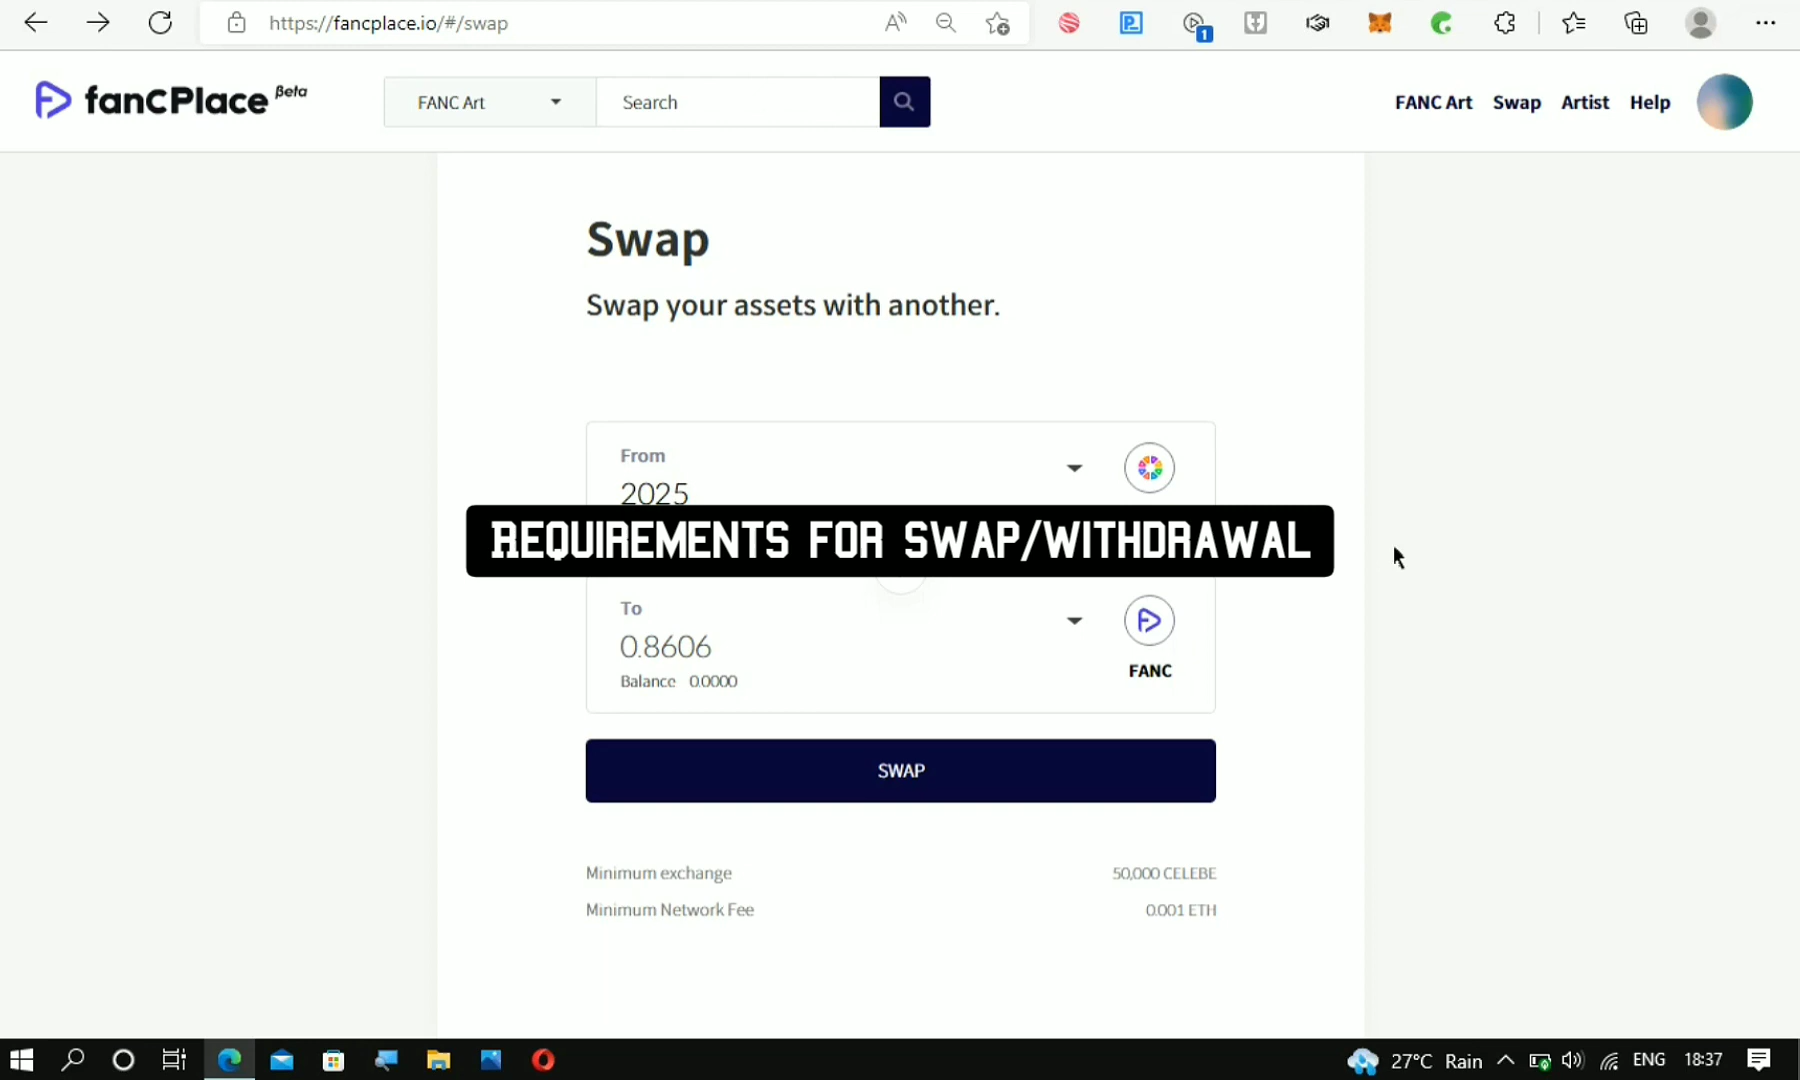 https://fancplace.io/#/swap
1
fanCPlace Beta
FANC Art
Search
FANC Art
Swap
Artist
Help
Swap
Swap your assets with another.
From
2025
REQUIREMENTS FOR SWAP/WITHDRAWAL
To
0.8606
Balance 0.0000
FANC
SWAP
Minimum exchange 50,000 CELEBE
Minimum Network Fee 0.001 ETH
27°C Rain
ENG
18:37